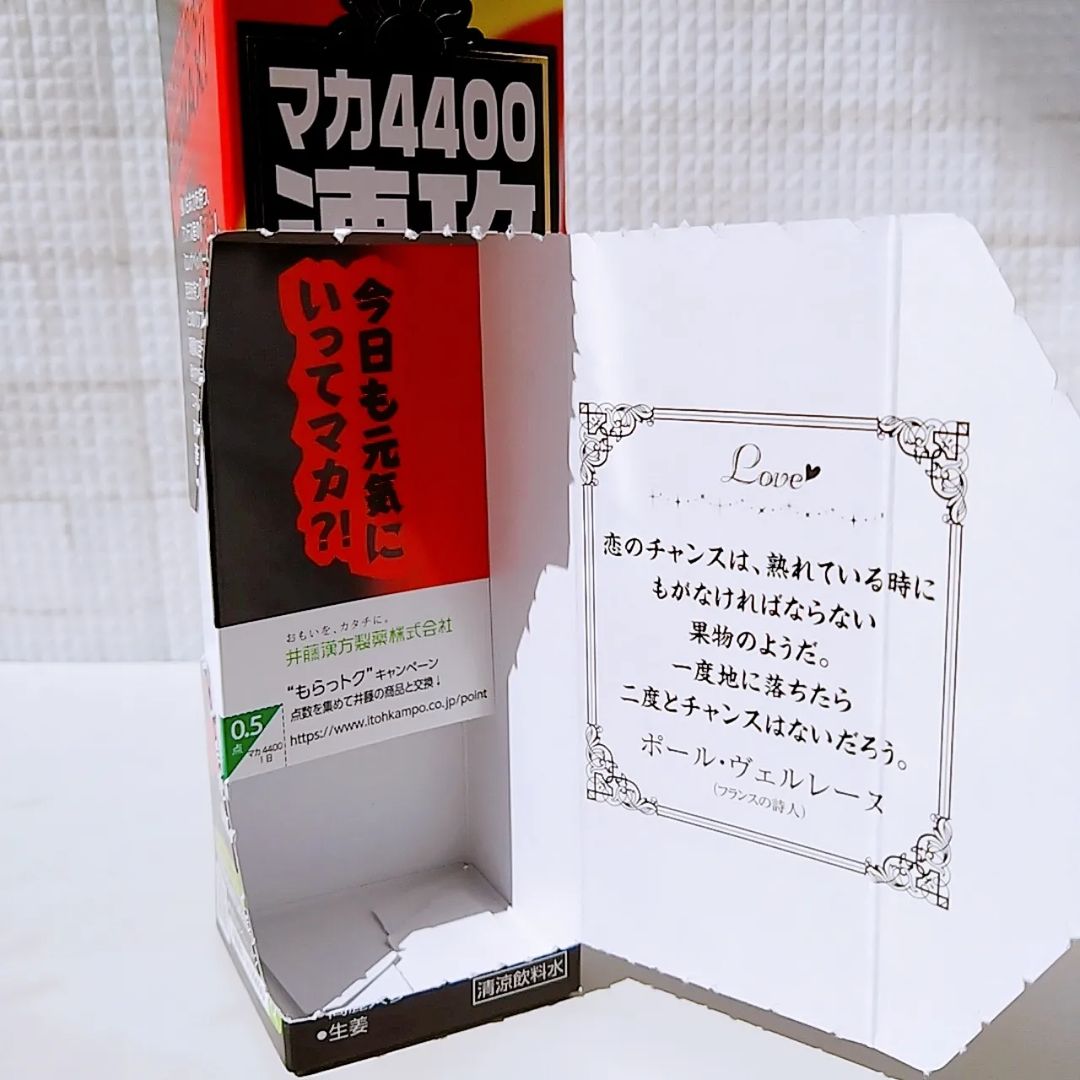 マカ4400
今日も元気に
いってマカ?!
おもいを、カタチに。
井藤漢方製薬株式会社
“もらっトク”キャンペーン
点数を集めて井藤の商品と交換↓
https://www.itohkampo.co.jp/point
0.5
点
マカ4400
1日
Love
恋のチャンスは、熟れている時に
もがなければならない
果物のようだ。
一度地に落ちたら
二度とチャンスはないだろう。
ポール・ヴェルレーヌ
(フランスの詩人)
清涼飲料水
●生姜